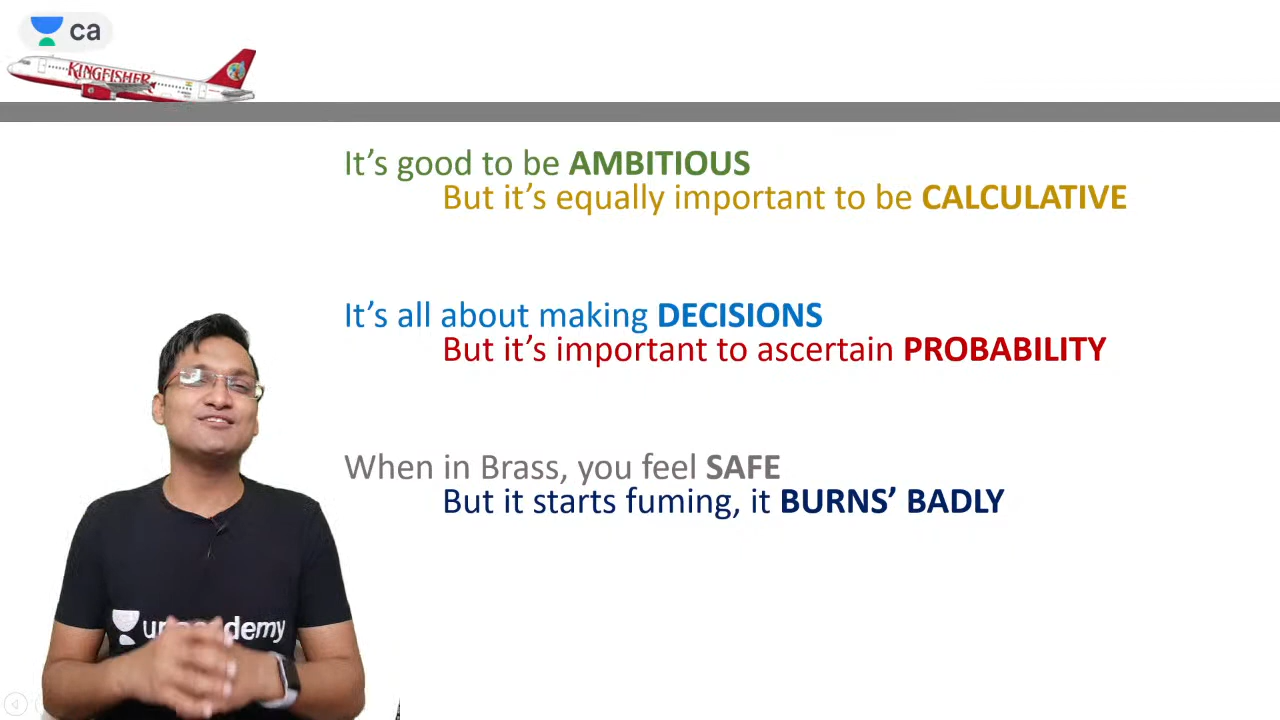 ca
KINGFISHER
It's good to be AMBITIOUS
But it's equally important to be CALCULATIVE
It's all about making DECISIONS
But it's important to ascertain PROBABILITY
When in Brass, you feel SAFE
But it starts fuming, it BURNS' BADLY